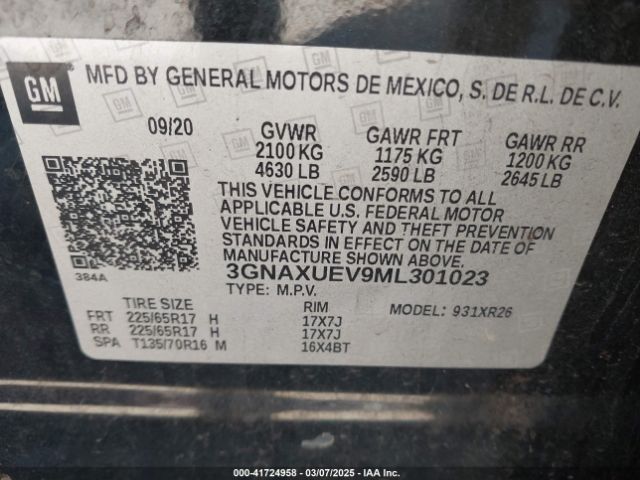 GM
MFD BY GENERAL MOTORS DE MEXICO, S. DE R.L. DE C.V.
09/20 GVWR GAWR FRT GAWR RR
2100 KG 1175 KG 1200 KG
4630 LB 2590 LB 2645 LB
THIS VEHICLE CONFORMS TO ALL
APPLICABLE U.S. FEDERAL MOTOR
VEHICLE SAFETY AND THEFT PREVENTION
STANDARDS IN EFFECT ON THE DATE OF
MANUFACTURE SHOWN ABOVE.
384A
3GNAXUEV9ML301023
TYPE: M.P.V.
TIRE SIZE RIM MODEL: 931XR26
FRT 225/65R17 H 17X7J
RR 225/65R17 H 17X7J
SPA T135/70R16 M 16X4BT
000-41724958 — 03/07/2025 — IAA Inc.